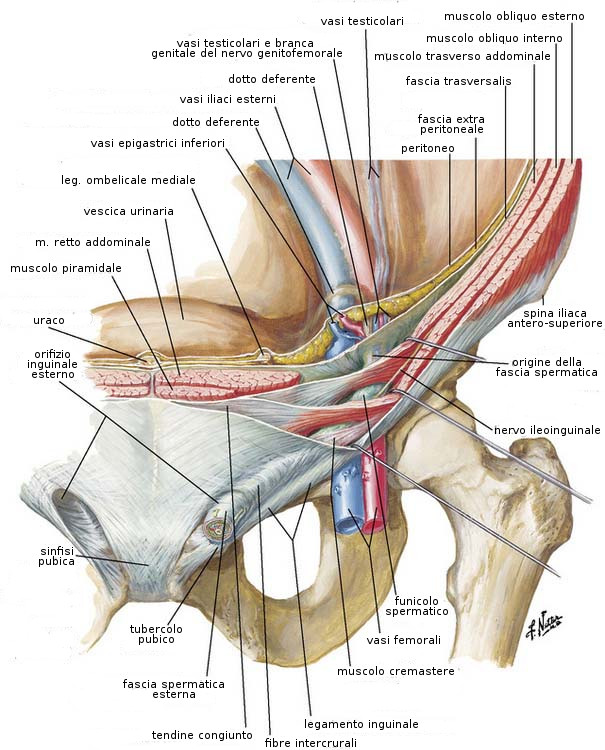 muscolo obliquo esterno
vasi testicolari
muscolo obliquo interno
vasi testicolari e branca
genitale del nervo genitofemorale
muscolo trasverso addominale
dotto deferente
fascia trasversalis
vasi iliaci esterni
dotto deferente
fascia extra
peritoneale
vasi epigastrici inferiori
peritoneo
leg. ombelicale mediale
vescica urinaria
m. retto addominale
muscolo piramidale
spina iliaca
antero-superiore
uraco
orifizio
inguinale
esterno
origine della
fascia spermatica
nervo ileoinguinale
sinfisi
pubica
funicolo
spermatico
tubercolo
pubico
vasi femorali
muscolo cremastere
fascia spermatica
esterna
legamento inguinale
tendine congiunto
fibre intercrurali